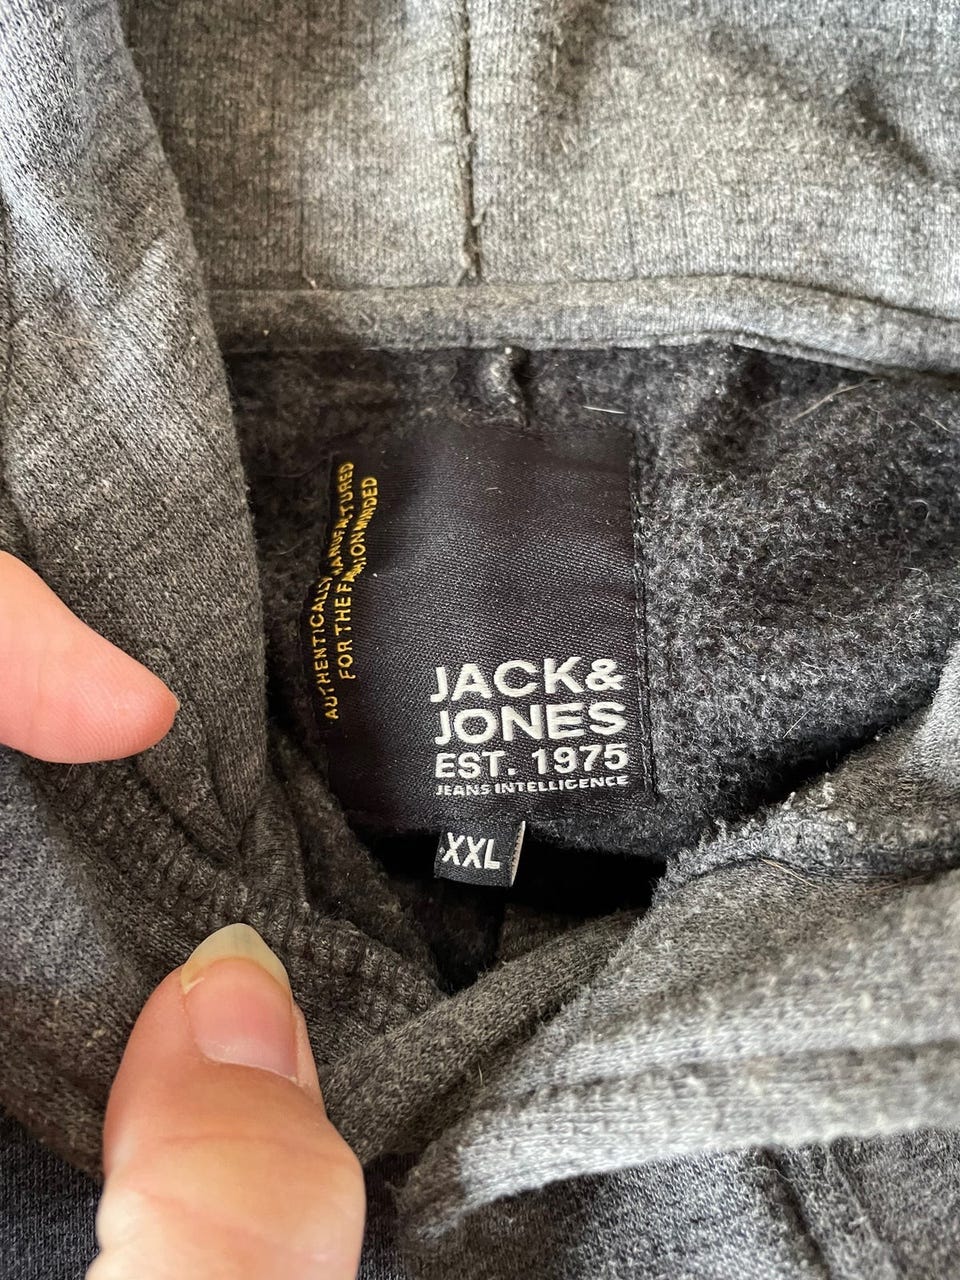 AUTHENTICALLY MANUFACTURED
FOR THE FASHION MINDED
JACK&
JONES
EST. 1975
JEANS INTELLIGENCE
XXL